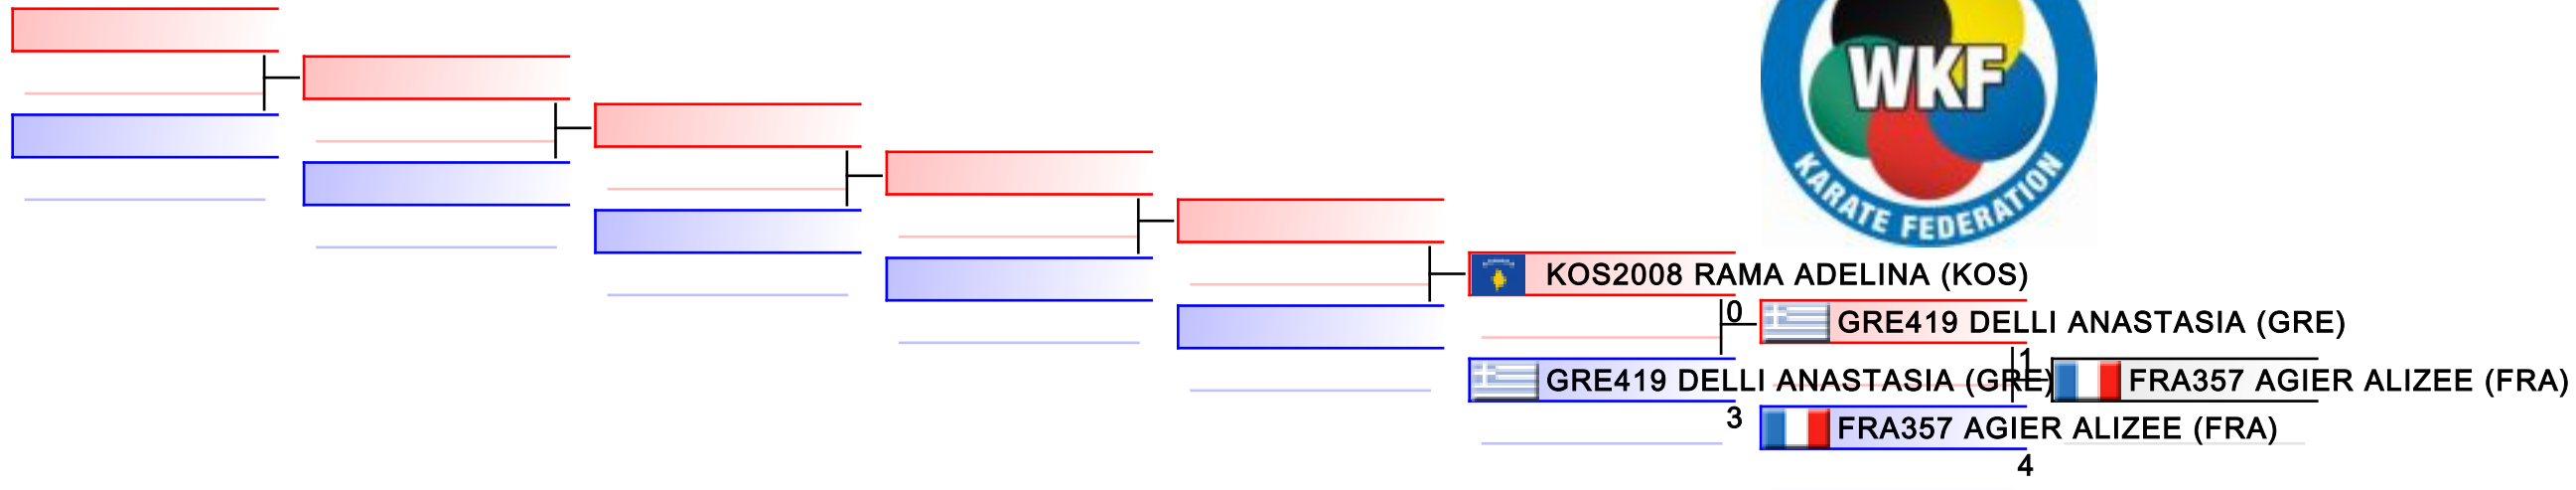 WKF
KARATE FEDERATION
KOS2008 RAMA ADELINA (KOS)
0
GRE419 DELLI ANASTASIA (GRE)
1
GRE419 DELLI ANASTASIA (GRE)
FRA357 AGIER ALIZEE (FRA)
3
FRA357 AGIER ALIZEE (FRA)
4